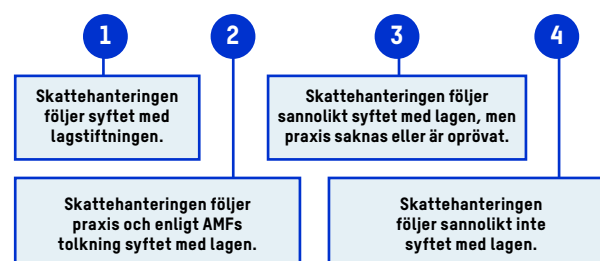 1
Skattehanteringen
följer syftet med
lagstiftningen.
2
Skattehanteringen följer
praxis och enligt AMFs
tolkning syftet med lagen.
3
Skattehanteringen följer
sannolikt syftet med lagen, men
praxis saknas eller är oprövat.
4
Skattehanteringen
följer sannolikt inte
syftet med lagen.